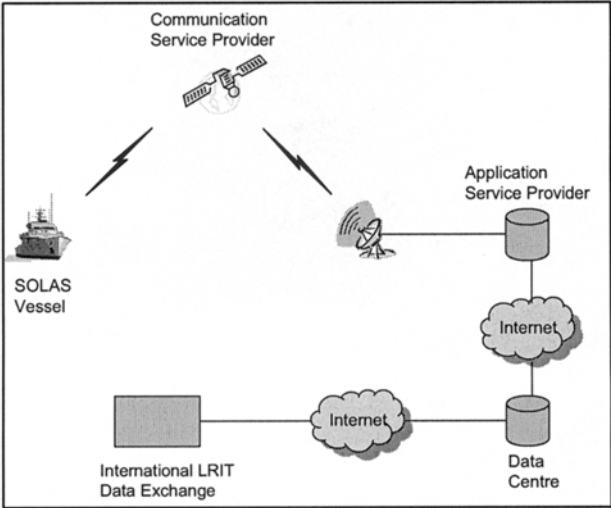 Communication
Service Provider
Application
Service Provider
SOLAS
Vessel
Internet
Internet
International LRIT
Data Exchange
Data
Centre